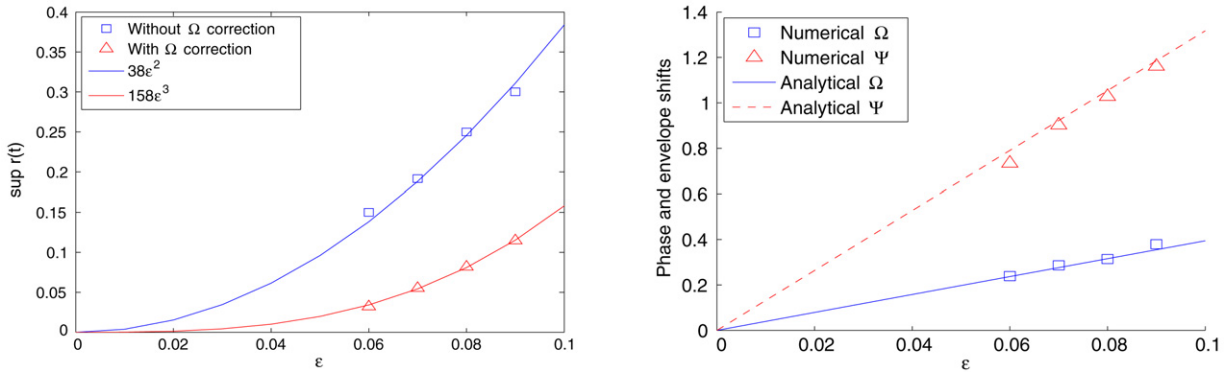 0.4
0.35
0.3
0.25
0.2
0.15
0.1
0.05
0
sup r(t)
Without Ω correction
With Ω correction
38ε²
158ε³
0 0.02 0.04 0.06 0.08 0.1
ε
1.4
1.2
1
0.8
0.6
0.4
0.2
0
Phase and envelope shifts
Numerical Ω
Numerical Ψ
Analytical Ω
Analytical Ψ
0 0.02 0.04 0.06 0.08 0.1
ε